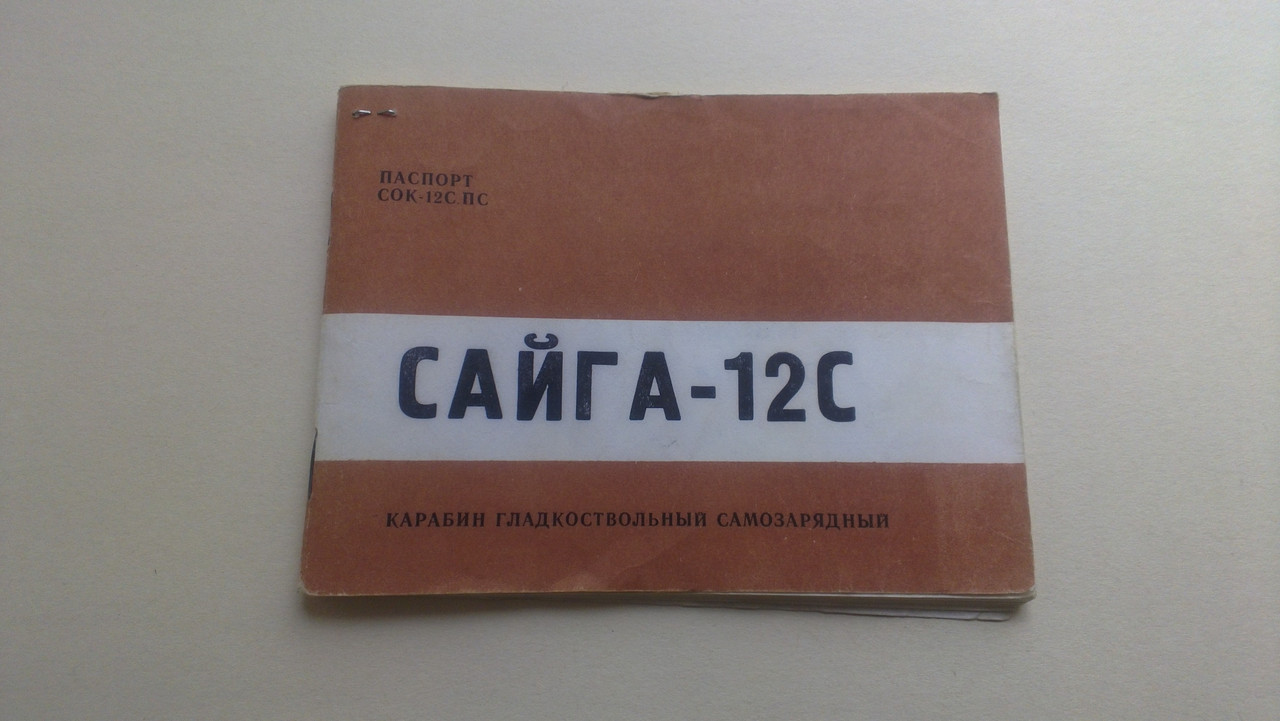 ПАСПОРТ
СОК-12С.ПС
САЙГА-12С
КАРАБИН ГЛАДКОСТВОЛЬНЫЙ САМОЗАРЯДНЫЙ